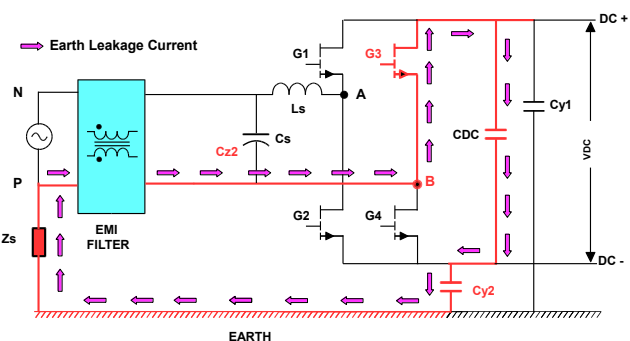 DC +
G1
G3
Earth Leakage Current
N
A
Ls
Cy1
Cs
CDC
Cz2
VDC
P
B
G2
G4
Zs
EMI
FILTER
DC -
Cy2
EARTH